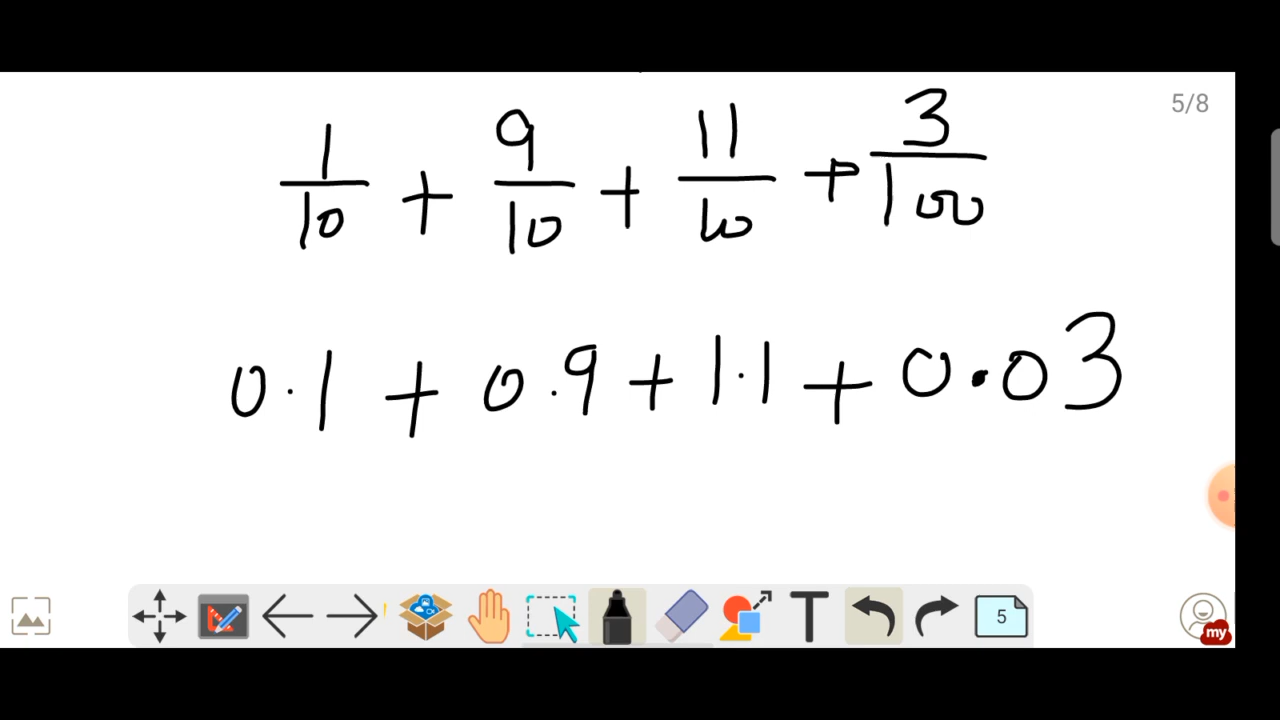 5/8
1/10 + 9/10 + 11/10 + 3/100
0.1 + 0.9 + 1.1 + 0.03
T
5
my